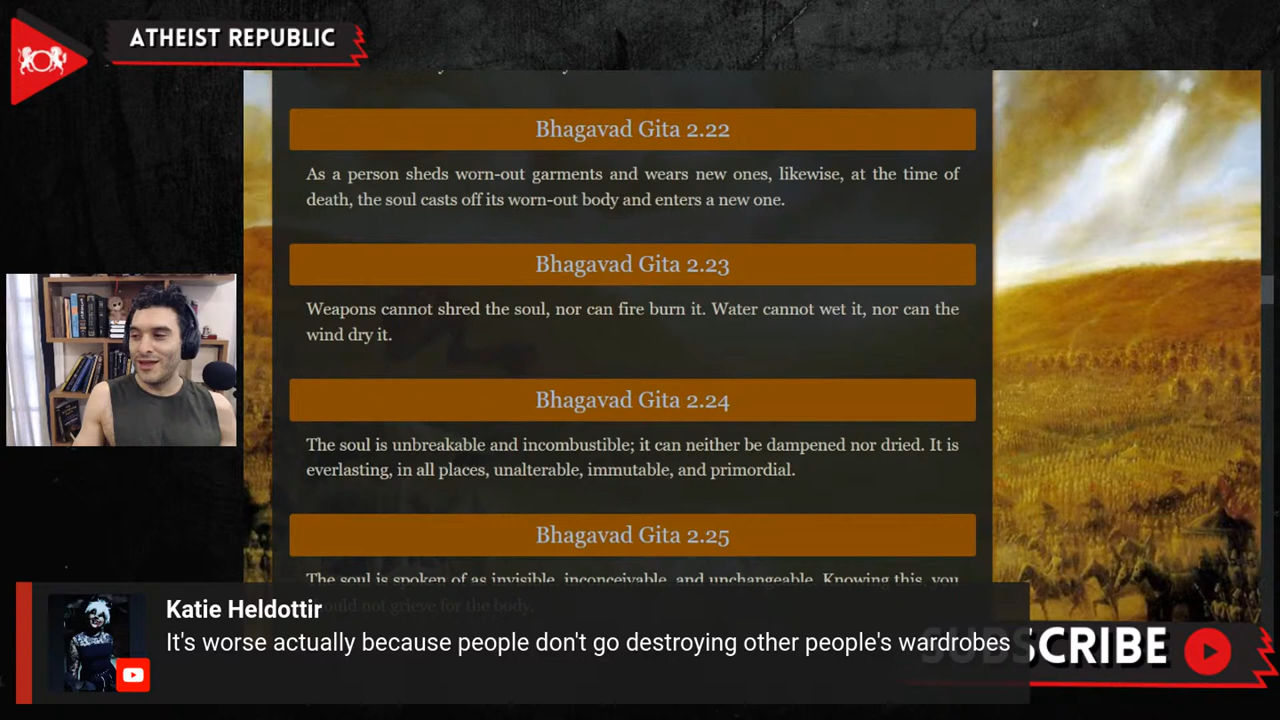 ATHEIST REPUBLIC
Bhagavad Gita 2.22
As a person sheds worn-out garments and wears new ones, likewise, at the time of
death, the soul casts off its worn-out body and enters a new one.
Bhagavad Gita 2.23
Weapons cannot shred the soul, nor can fire burn it. Water cannot wet it, nor can the
wind dry it.
Bhagavad Gita 2.24
The soul is unbreakable and incombustible; it can neither be dampened nor dried. It is
everlasting, in all places, unalterable, immutable, and primordial.
Bhagavad Gita 2.25
The soul is spoken of as invisible, inconceivable, and unchangeable. Knowing this, you
should not grieve for the body.
Katie Heldottir
It's worse actually because people don't go destroying other people's wardrobes
SUBSCRIBE